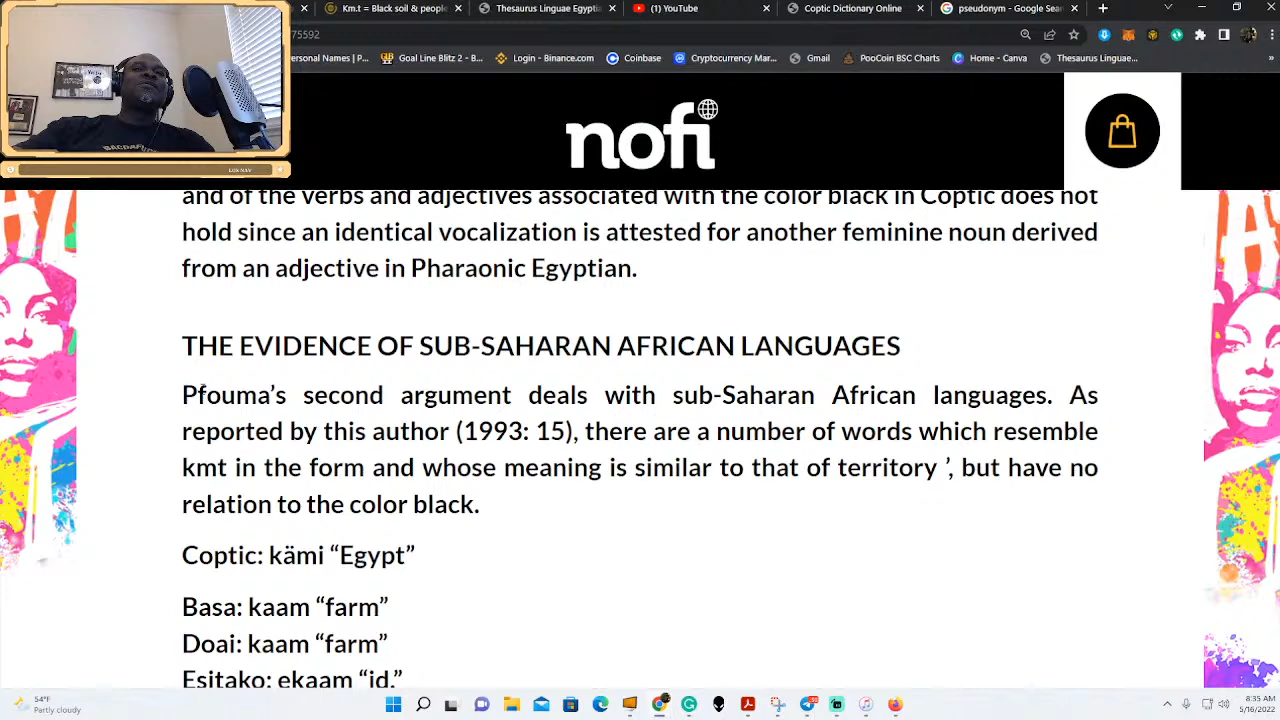 Km.t = Black soil & people
Thesaurus Linguae Egyptia
(1) YouTube
Coptic Dictionary Online
pseudonym - Google Sear
75592
ersonal Names | P...
Goal Line Blitz 2 - B...
Login - Binance.com
Coinbase
Cryptocurrency Mar...
Gmail
PooCoin BSC Charts
Home - Canva
Thesaurus Linguae...
nofi
and of the verbs and adjectives associated with the color black in Coptic does not
hold since an identical vocalization is attested for another feminine noun derived
from an adjective in Pharaonic Egyptian.
THE EVIDENCE OF SUB-SAHARAN AFRICAN LANGUAGES
Pfouma’s second argument deals with sub-Saharan African languages. As
reported by this author (1993: 15), there are a number of words which resemble
kmt in the form and whose meaning is similar to that of territory ’, but have no
relation to the color black.
Coptic: kämi “Egypt”
Basa: kaam “farm”
Doai: kaam “farm”
Esitako: ekaam “id.”
54°F
Partly cloudy
8:35 AM
5/16/2022